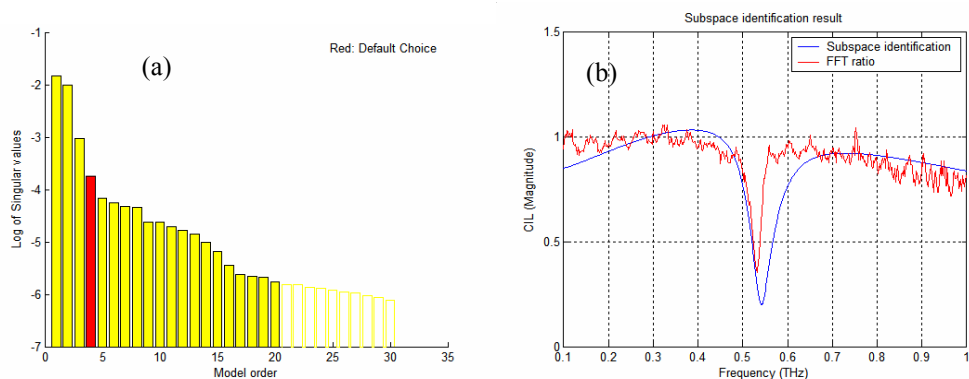 (a)
Red: Default Choice
Log of Singular values
-1
-2
-3
-4
-5
-6
-7
0 5 10 15 20 25 30 35
Model order
Subspace identification result
(b)
Subspace identification
FFT ratio
CIL (Magnitude)
1.5
1
0.5
0
0.1 0.2 0.3 0.4 0.5 0.6 0.7 0.8 0.9 1
Frequency (THz)